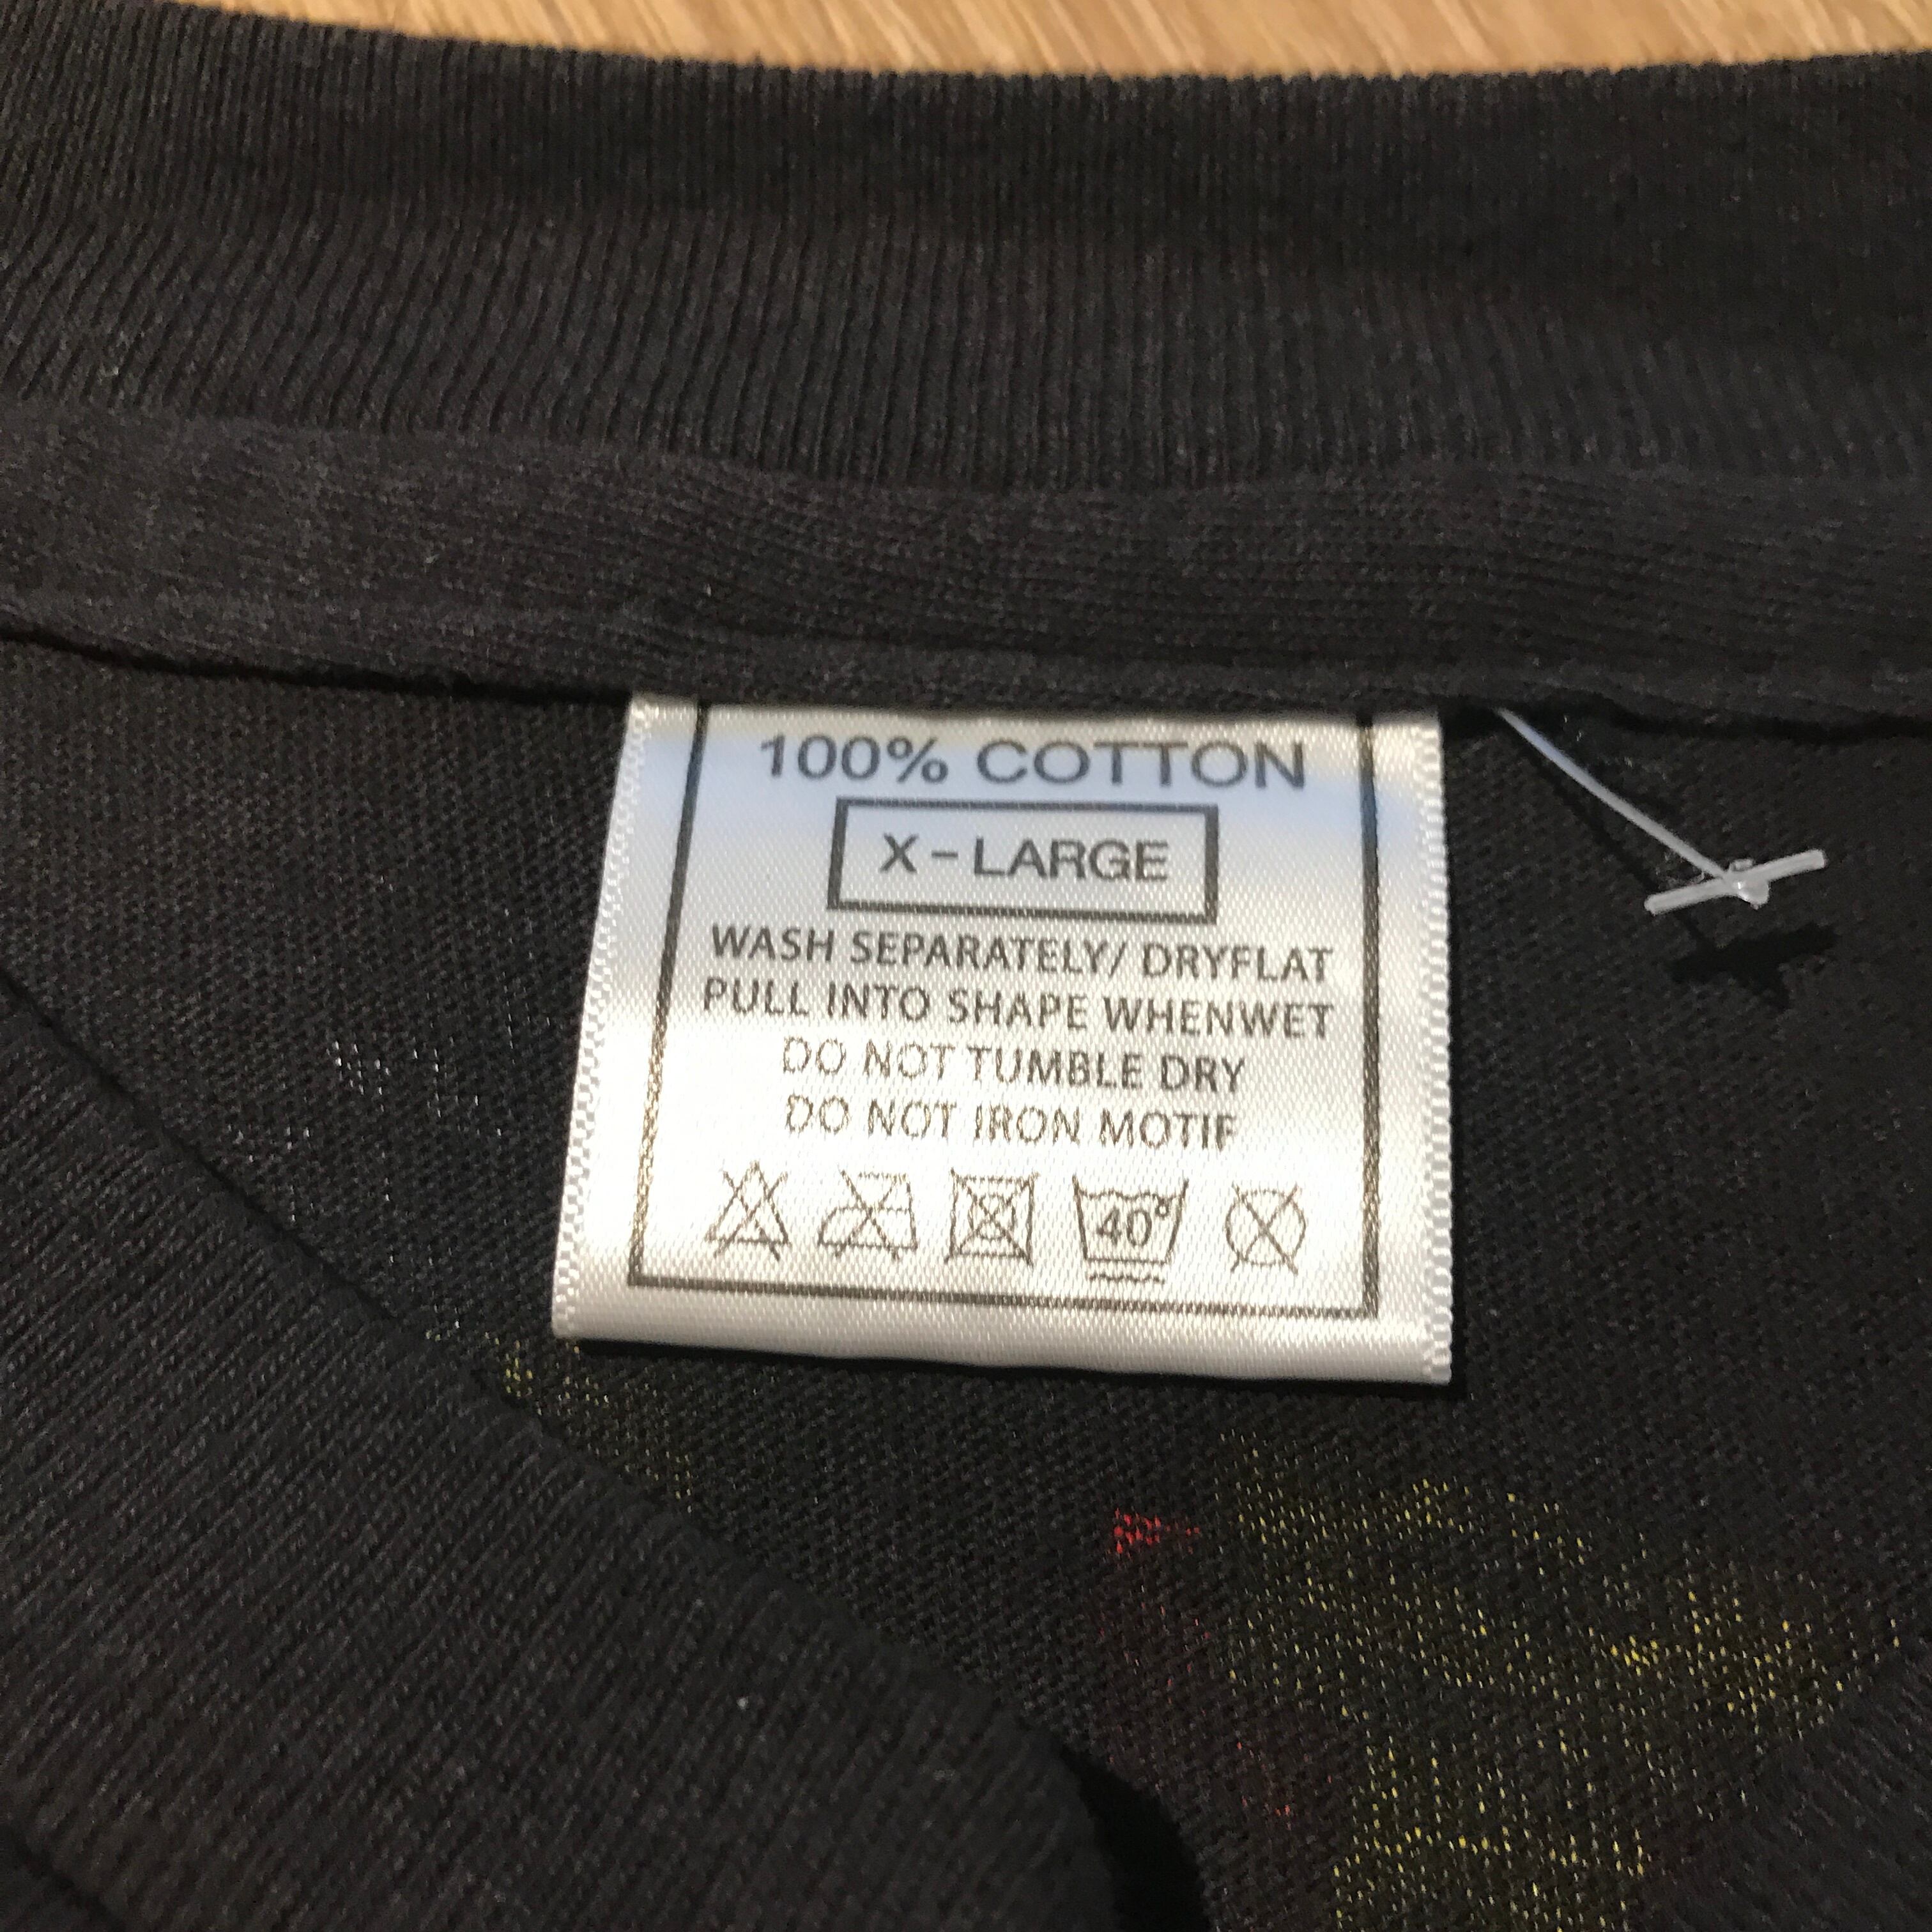 100% COTTON
X - LARGE
WASH SEPARATELY/ DRYFLAT
PULL INTO SHAPE WHENWET
DO NOT TUMBLE DRY
DO NOT IRON MOTIF
40°